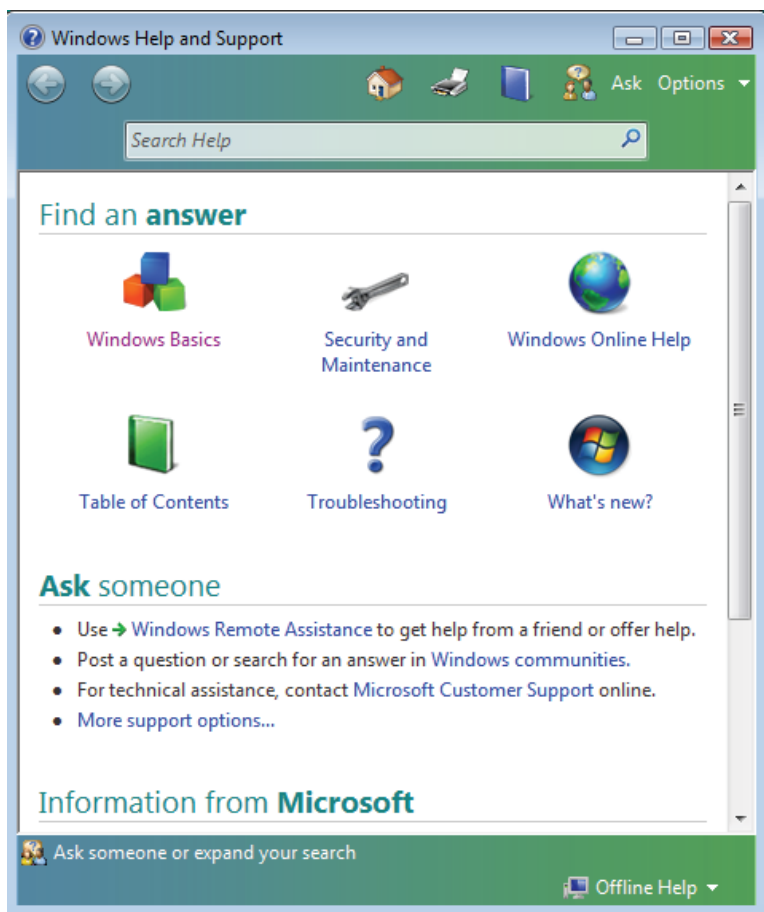 Windows Help and Support
Ask Options
Search Help
Find an answer
Windows Basics
Security and
Maintenance
Windows Online Help
Table of Contents
Troubleshooting
What's new?
Ask someone
Use Windows Remote Assistance to get help from a friend or offer help.
Post a question or search for an answer in Windows communities.
For technical assistance, contact Microsoft Customer Support online.
More support options...
Information from Microsoft
Ask someone or expand your search
Offline Help